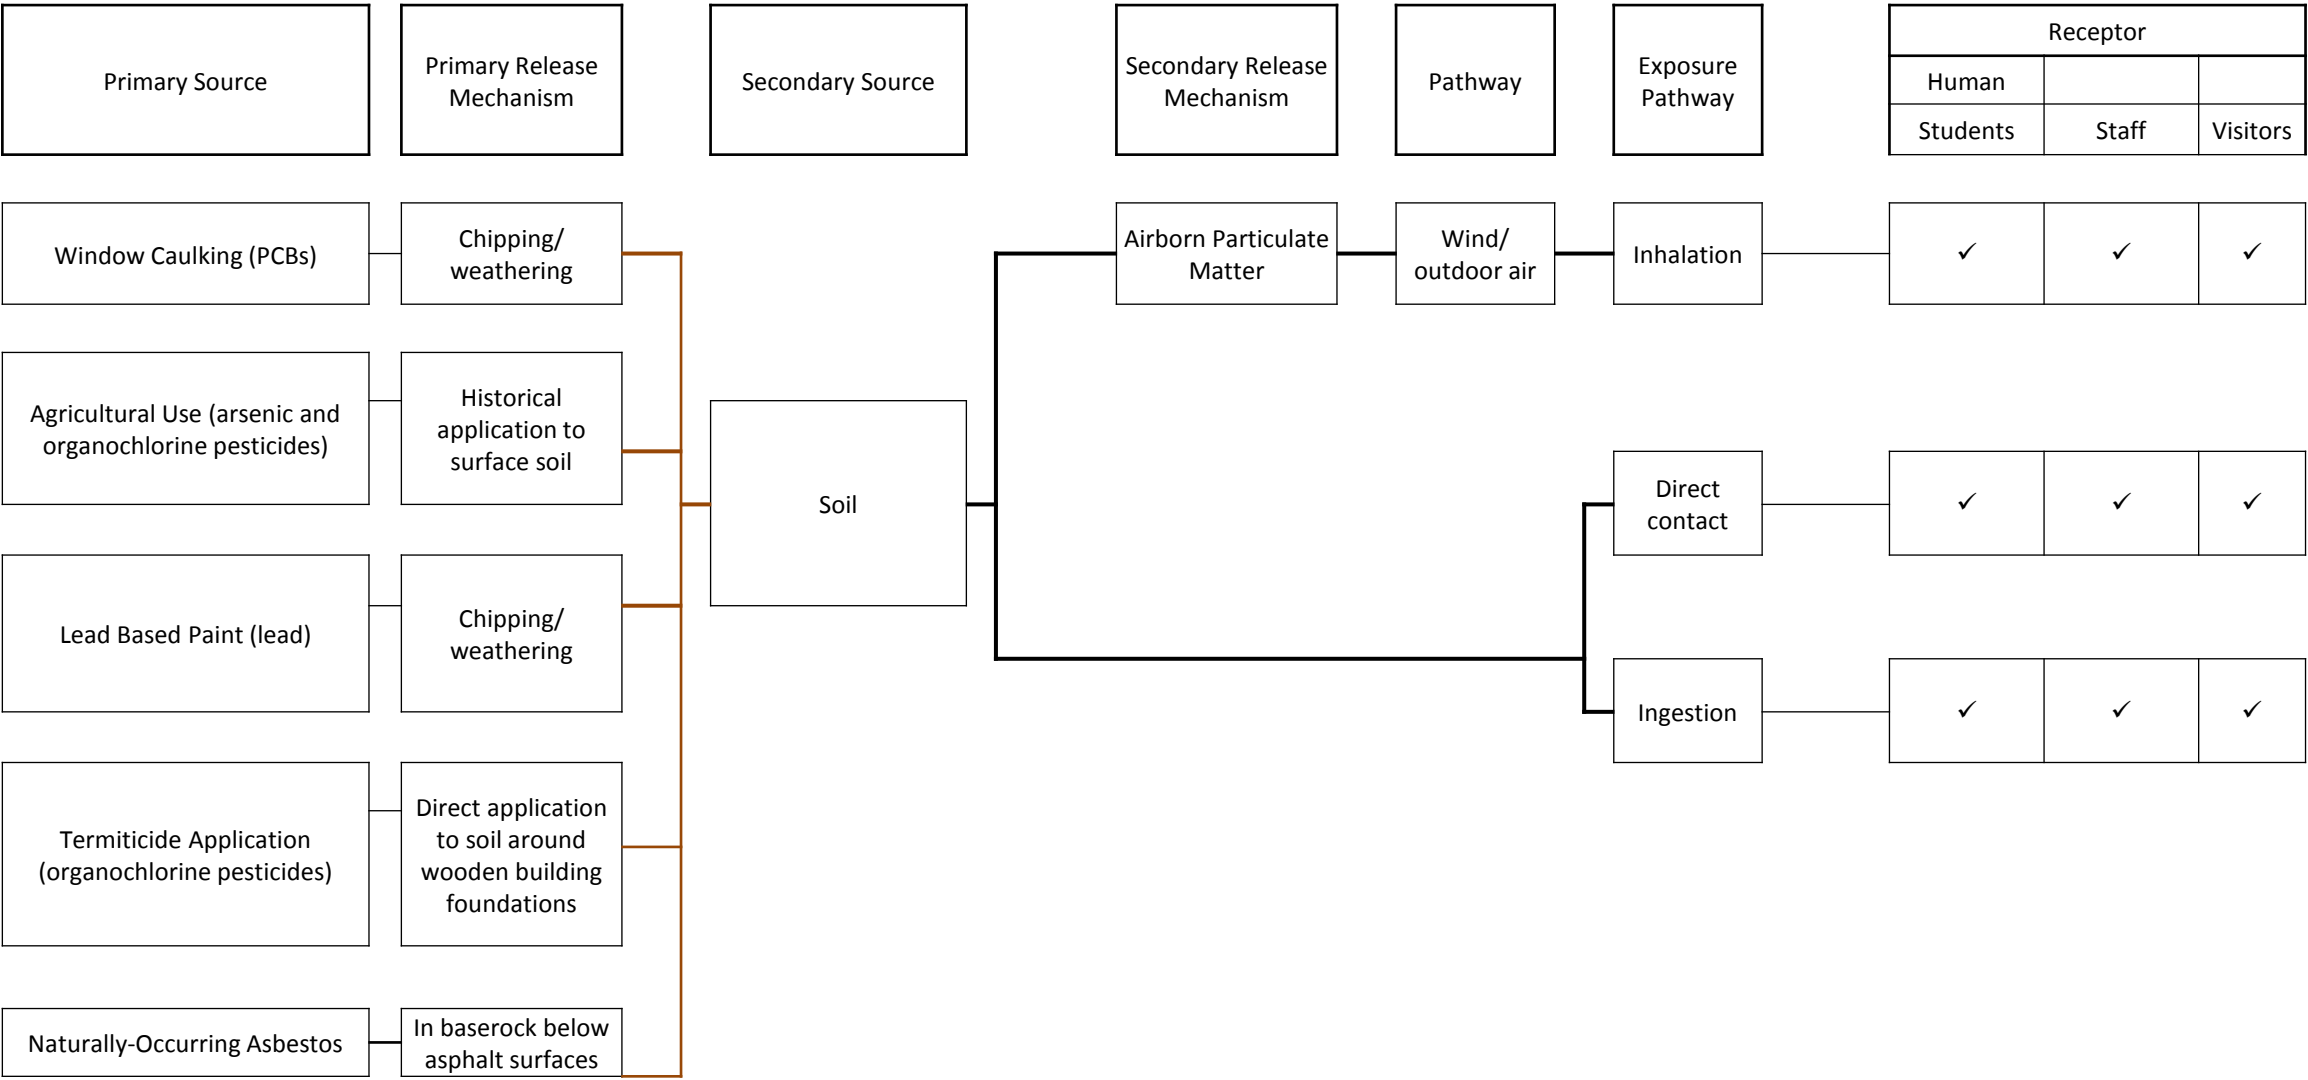 Primary Source
Primary Release
Mechanism
Secondary Source
Secondary Release
Mechanism
Pathway
Exposure
Pathway
Receptor
Human
Students
Staff
Visitors
Window Caulking (PCBs)
Chipping/
weathering
Airborn Particulate
Matter
Wind/
outdoor air
Inhalation
✓
✓
✓
Agricultural Use (arsenic and
organochlorine pesticides)
Historical
application to
surface soil
Soil
Direct
contact
✓
✓
✓
Lead Based Paint (lead)
Chipping/
weathering
Ingestion
✓
✓
✓
Termiticide Application
(organochlorine pesticides)
Direct application
to soil around
wooden building
foundations
Naturally-Occurring Asbestos
In baserock below
asphalt surfaces